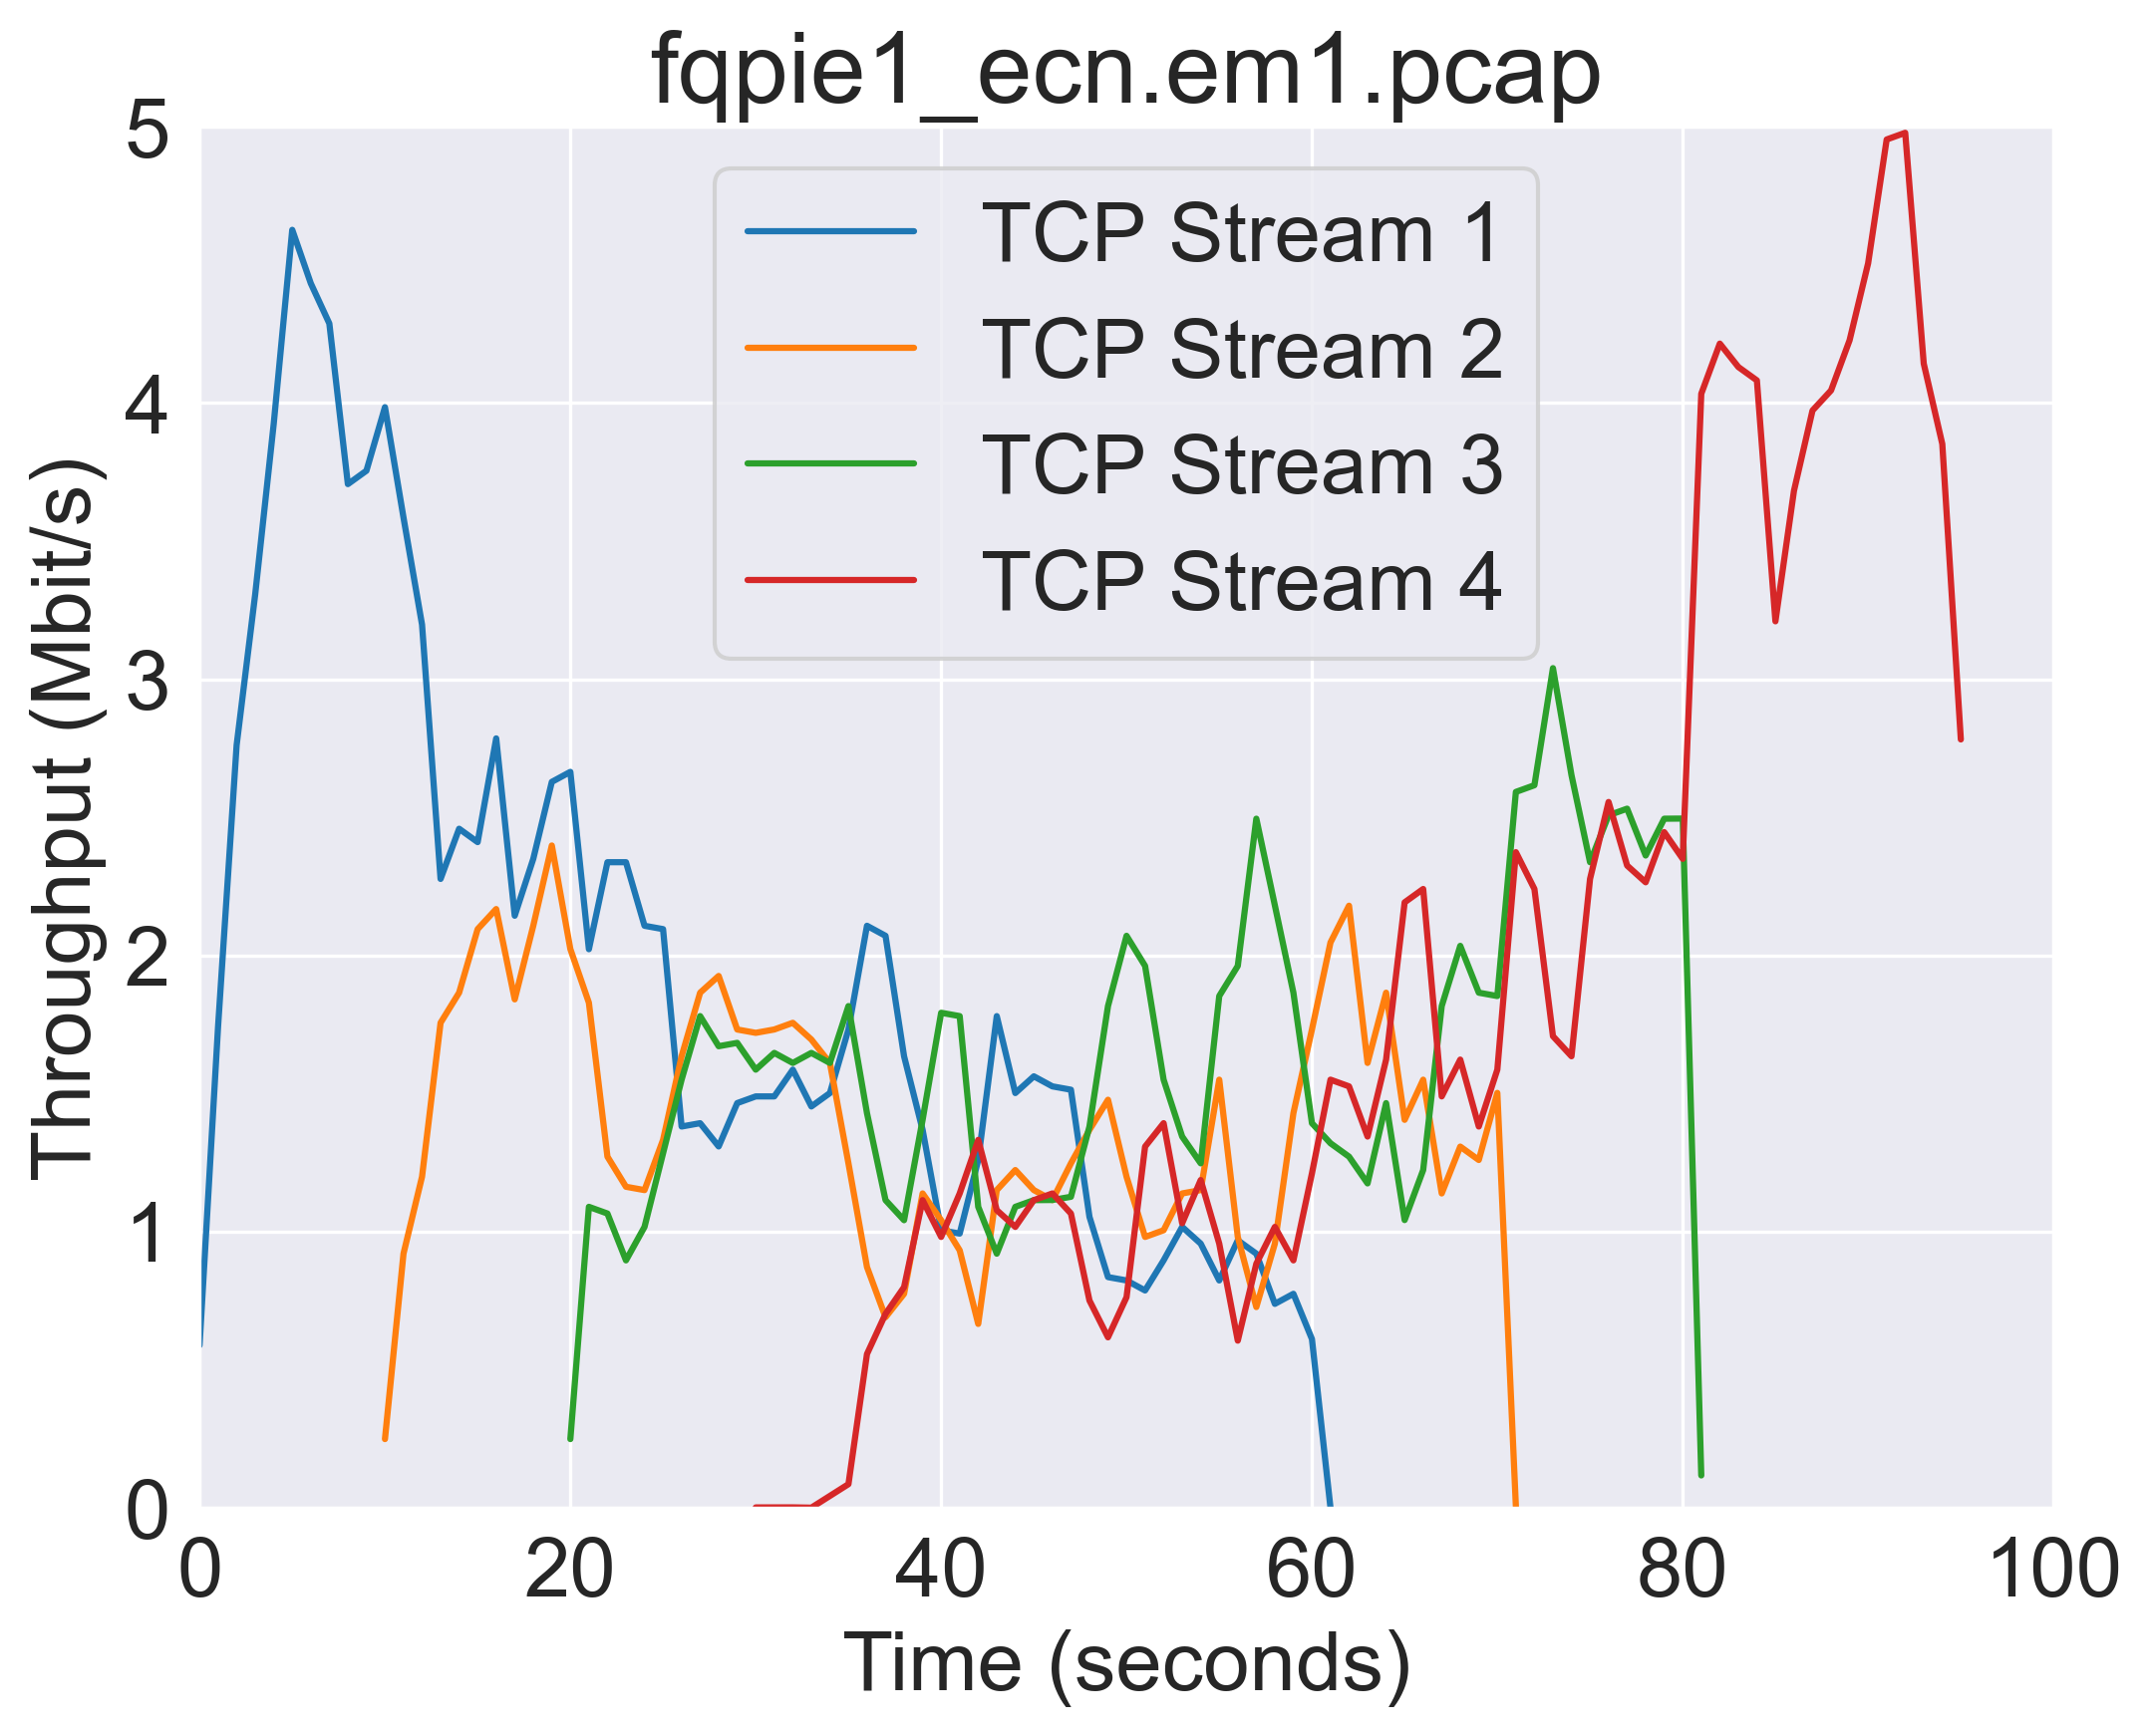 fqpie1_ecn.em1.pcap
TCP Stream 1
TCP Stream 2
TCP Stream 3
TCP Stream 4
Throughput (Mbit/s)
5
4
3
2
1
0
0 20 40 60 80 100
Time (seconds)